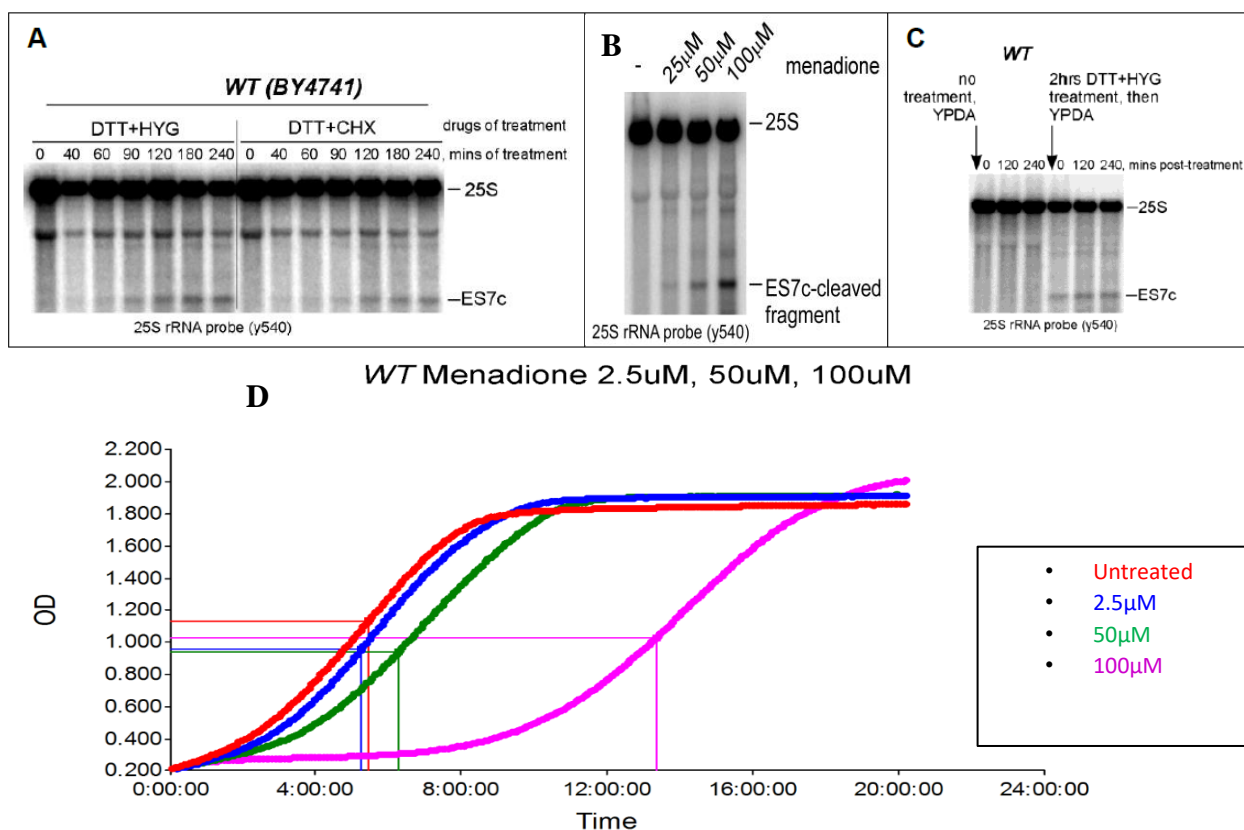 A
WT (BY4741)
DTT+HYG DTT+CHX drugs of treatment
0 40 60 90 120 180 240 0 40 60 90 120 180 240, mins of treatment
–25S
–ES7c
25S rRNA probe (y540)
B
- 25μM 50μM 100μM menadione
–25S
–ES7c-cleaved
fragment
25S rRNA probe (y540)
C
WT
no
treatment,
YPDA
2hrs DTT+HYG
treatment, then
YPDA
0 120 240 0 120 240, mins post-treatment
–25S
–ES7c
25S rRNA probe (y540)
WT Menadione 2.5uM, 50uM, 100uM
D
2.200
2.000
1.800
1.600
1.400
1.200
1.000
0.800
0.600
0.400
0.200
OD
0:00:00 4:00:00 8:00:00 12:00:00 16:00:00 20:00:00 24:00:00
Time
• Untreated
• 2.5μM
• 50μM
• 100μM